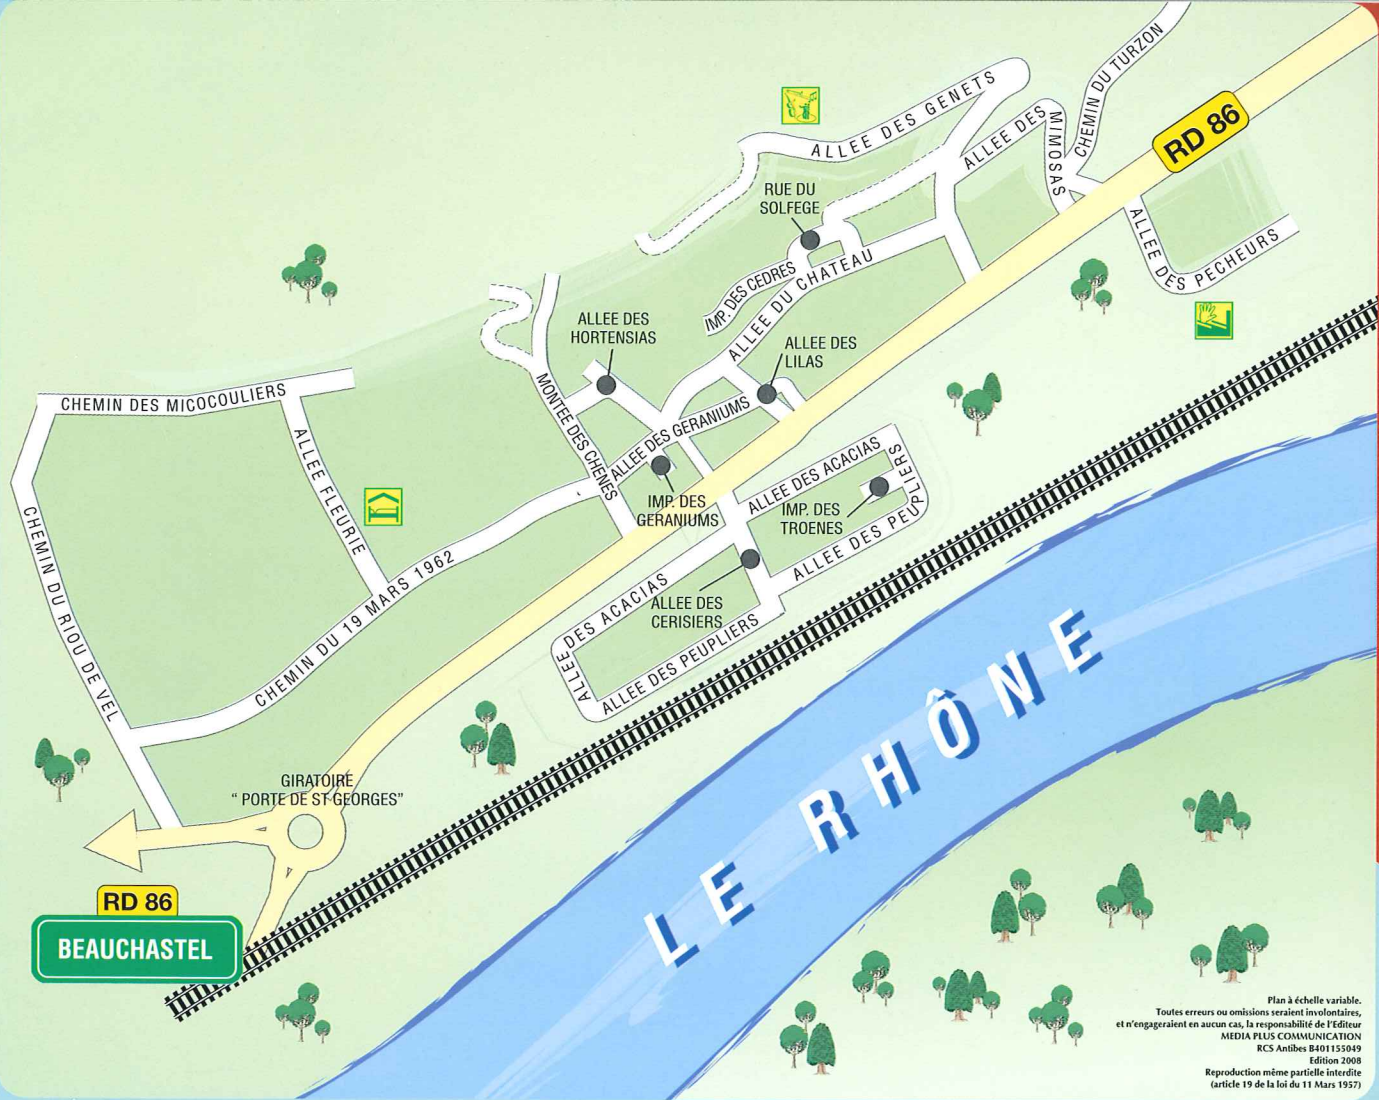 CHEMIN DU TURZON
RD 86
ALLEE DES GENETS
ALLEE DES MIMOSAS
RUE DU
SOLFEGE
ALLEE DES PECHEURS
IMP. DES CEDRES
ALLEE DU CHATEAU
ALLEE DES
HORTENSIAS
ALLEE DES
LILAS
CHEMIN DES MICOCOULIERS
MONTEE DES CHENES
ALLEE DES GERANIUMS
ALLEE FLEURIE
IMP. DES
GERANIUMS
ALLEE DES ACACIAS
IMP. DES
TROENES
ALLEE DES PEUPLIERS
PEUPLIERS
CHEMIN DU RIOU DE VEL
CHEMIN DU 19 MARS 1962
ALLEE DES ACACIAS
ALLEE DES
CERISIERS
ALLEE DES PEUPLIERS
LE RHÔNE
GIRATOIRE
“ PORTE DE ST GEORGES”
RD 86
BEAUCHASTEL
Plan à échelle variable.
Toutes erreurs ou omissions seraient involontaires,
et n'engageraient en aucun cas, la responsabilité de l'Editeur
MEDIA PLUS COMMUNICATION
RCS Antibes B401155049
Edition 2008
Reproduction même partielle interdite
(article 19 de la loi du 11 Mars 1957)